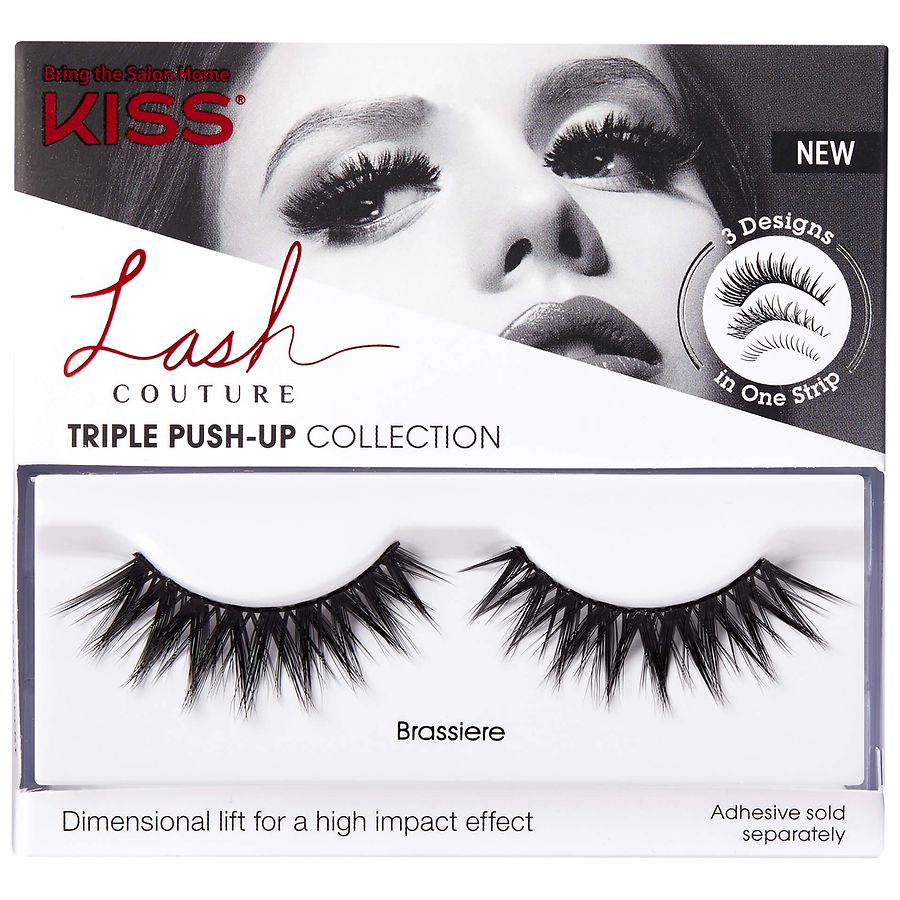 Bring the Salon Home
KISS®
NEW
3 Designs
in One Strip
Lash
COUTURE
TRIPLE PUSH-UP COLLECTION
Brassiere
Dimensional lift for a high impact effect
Adhesive sold
separately